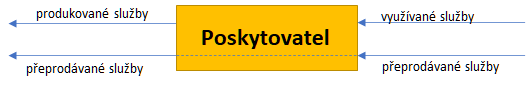 produkované služby
využívané služby
Poskytovatel
přeprodávané služby
přeprodávané služby